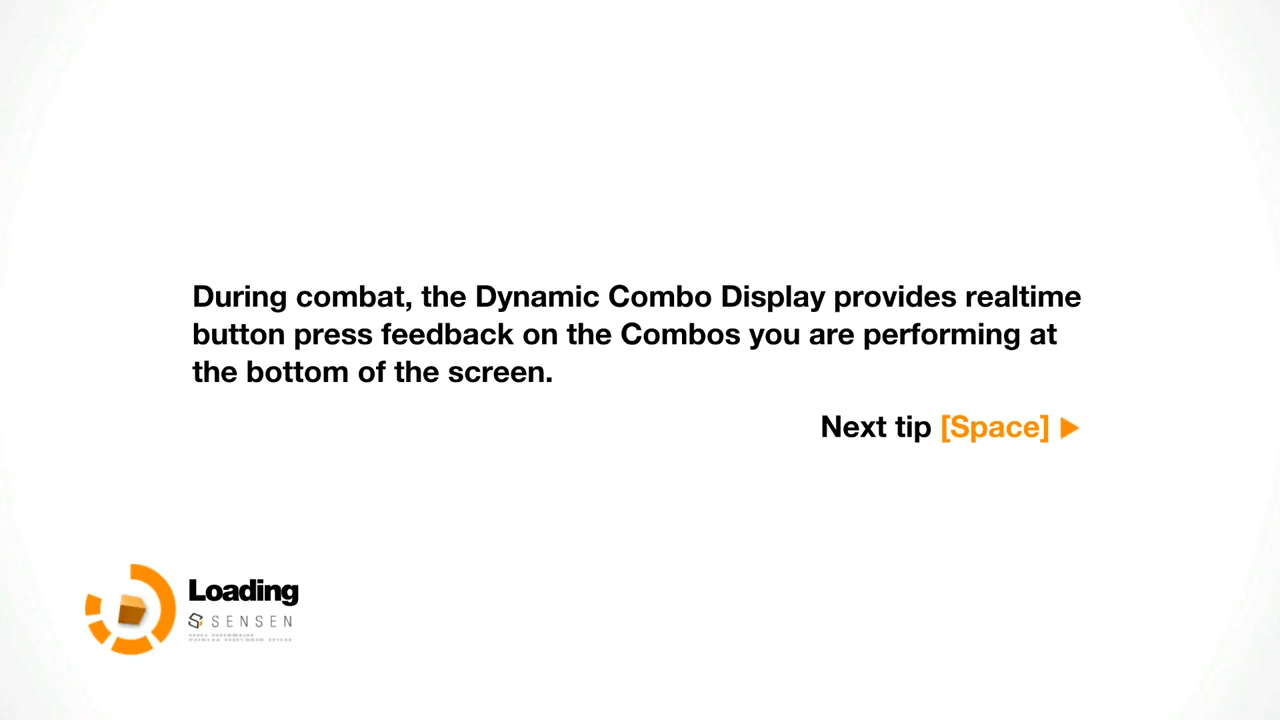 During combat, the Dynamic Combo Display provides realtime
button press feedback on the Combos you are performing at
the bottom of the screen.
Next tip [Space]
Loading
SENSEN